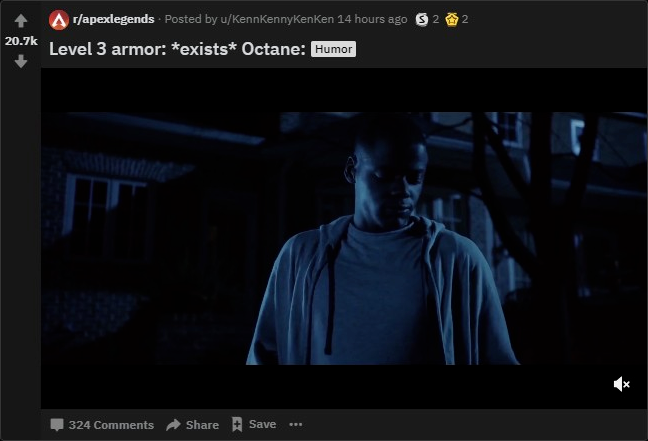 r/apexlegends · Posted by u/KennKennyKenKen 14 hours ago S 2 2
20.7k
Level 3 armor: *exists* Octane: Humor
324 Comments Share Save ...